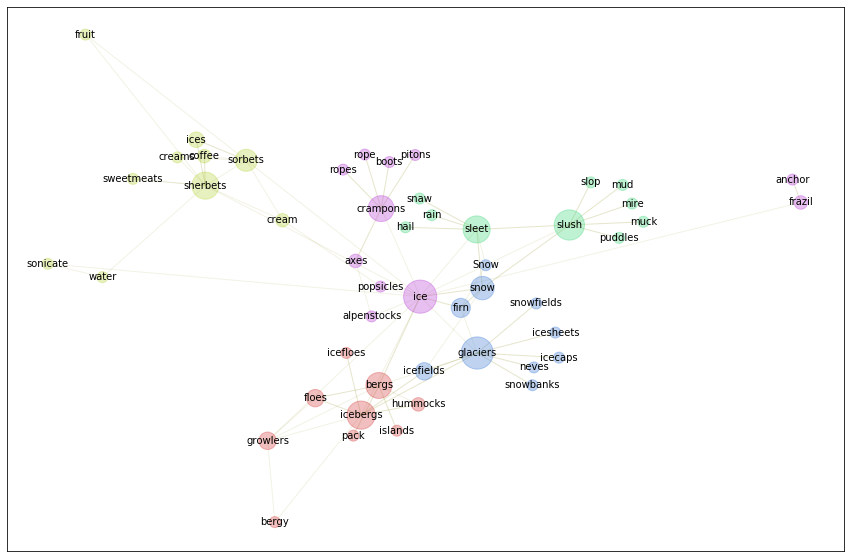 fruit
ices
creams
coffee
sorbets
sweetmeats
sherbets
cream
sonicate
water
rope
boots
pitons
ropes
crampons
snaw
rain
hail
sleet
slop
mud
mire
muck
slush
puddles
anchor
frazil
axes
Snow
popsicles
ice
snow
firn
alpenstocks
snowfields
icesheets
icefloes
glaciers
icecaps
neves
icefields
snowbanks
bergs
floes
hummocks
icebergs
pack
islands
growlers
bergy